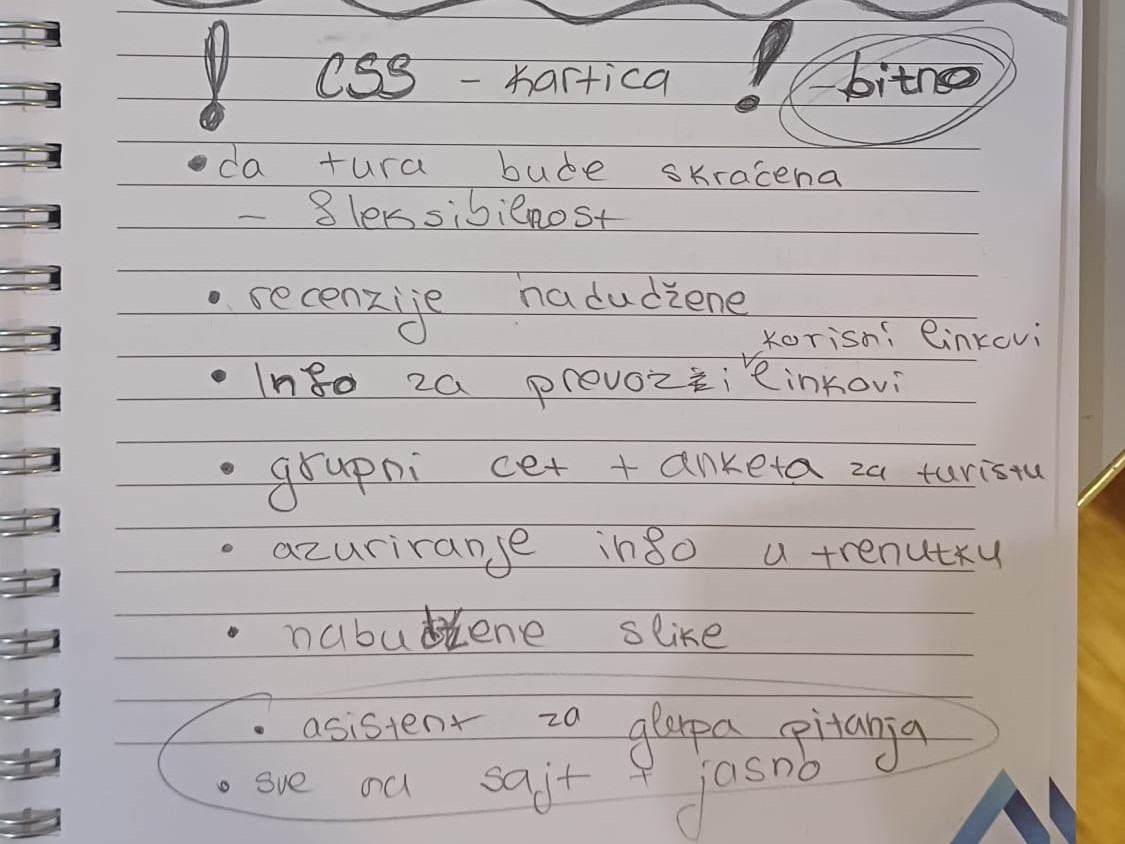 ! CSS - kartica ! - bitno
• da tura bude skraćena
- fleksibilnost
• recenzije nadudžene
korisni linkovi
• Info za prevoz i linkovi
• grupni cet + anketa za turistu
• azuriranje info u trenutku
• nabudžene slike
• asistent za glupa pitanja
• sve na sajt + jasno